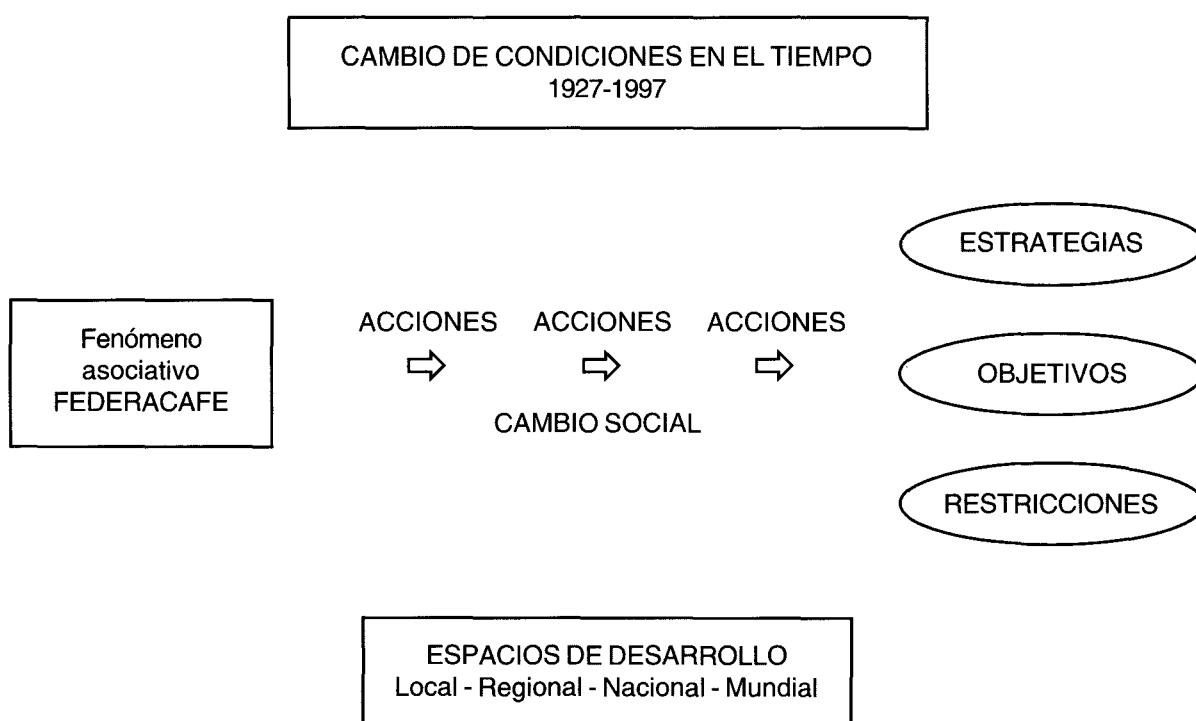 CAMBIO DE CONDICIONES EN EL TIEMPO
1927-1997
ESTRATEGIAS
Fenómeno
asociativo
FEDERACAFE
ACCIONES ACCIONES ACCIONES
CAMBIO SOCIAL
OBJETIVOS
RESTRICCIONES
ESPACIOS DE DESARROLLO
Local - Regional - Nacional - Mundial